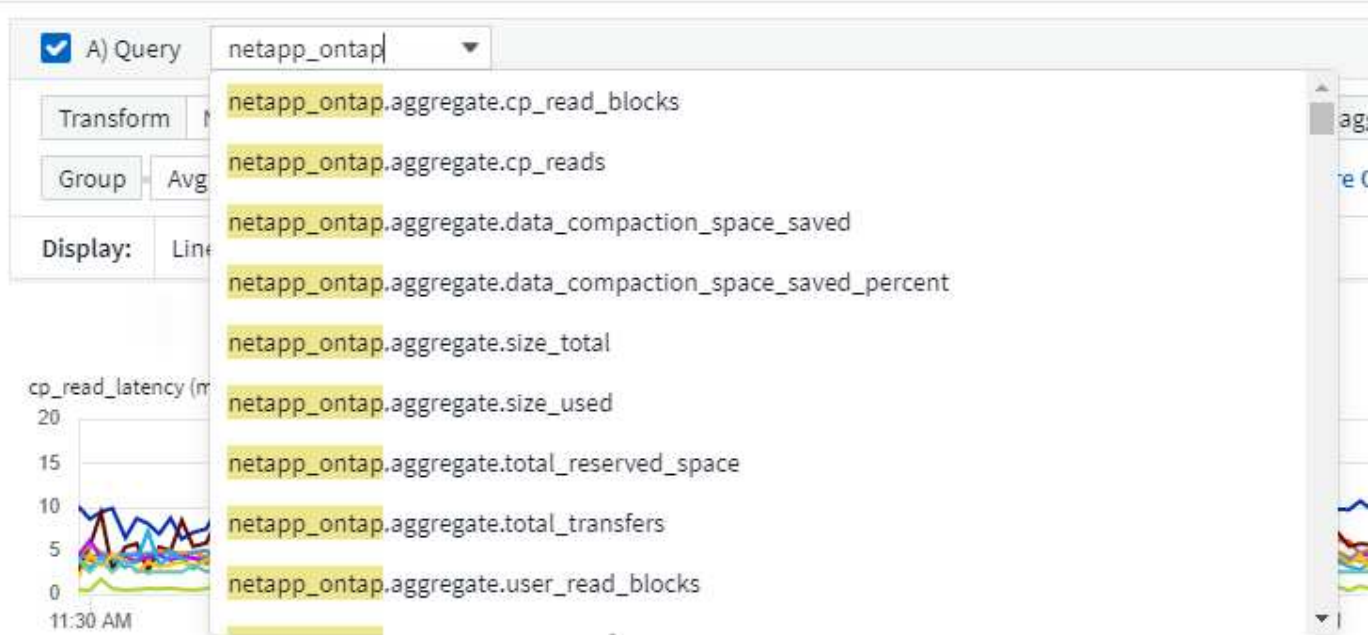 A) Query netapp_ontap
netapp_ontap.aggregate.cp_read_blocks
Transform
netapp_ontap.aggregate.cp_reads
Group Avg
netapp_ontap.aggregate.data_compaction_space_saved
Display: Line
netapp_ontap.aggregate.data_compaction_space_saved_percent
netapp_ontap.aggregate.size_total
cp_read_latency (m
netapp_ontap.aggregate.size_used
20
netapp_ontap.aggregate.total_reserved_space
15
10
netapp_ontap.aggregate.total_transfers
5
netapp_ontap.aggregate.user_read_blocks
0
11:30 AM